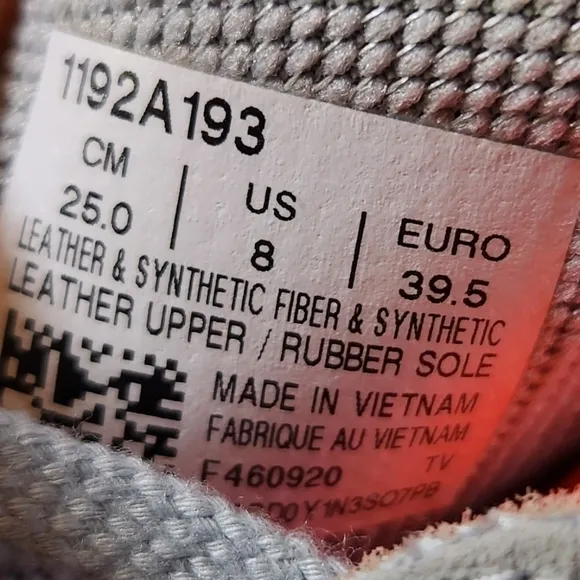 1192A193
CM | US | EURO
25.0 | 8 | 39.5
LEATHER & SYNTHETIC FIBER & SYNTHETIC
LEATHER UPPER / RUBBER SOLE
MADE IN VIETNAM
FABRIQUE AU VIETNAM
F460920 TV